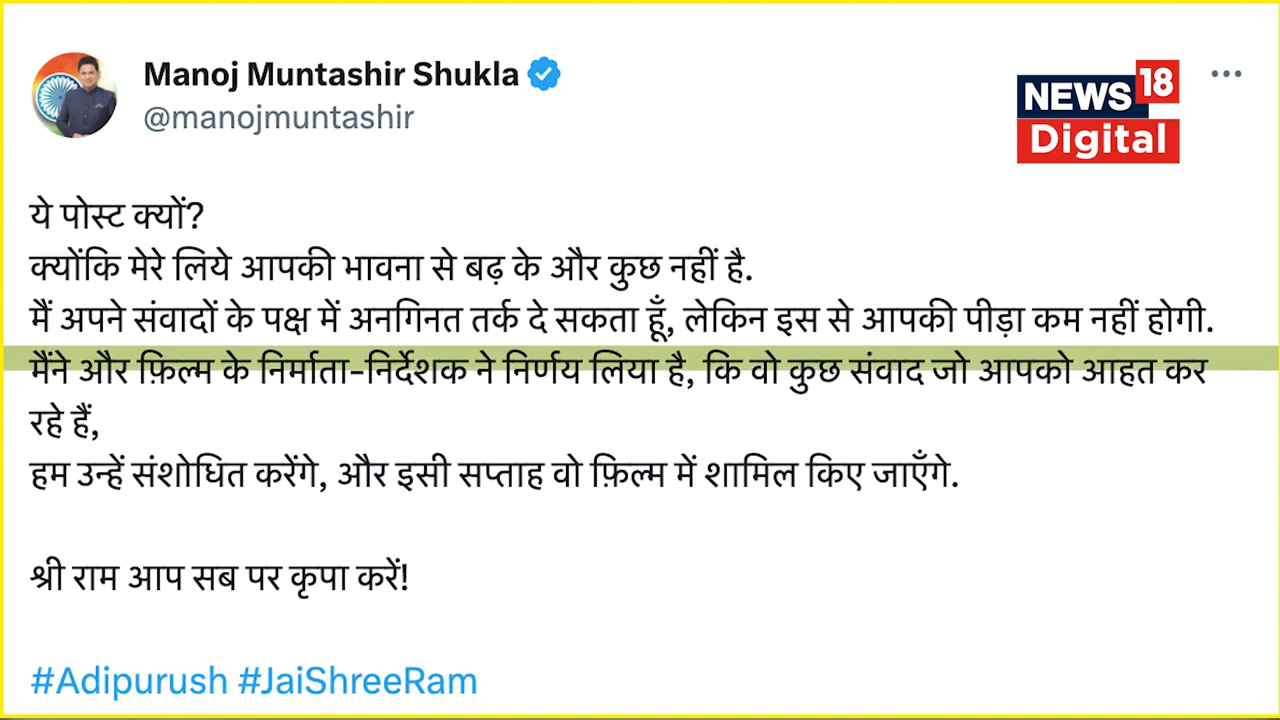 Manoj Muntashir Shukla
@manojmuntashir
NEWS 18
Digital
ये पोस्ट क्यों?
क्योंकि मेरे लिये आपकी भावना से बढ़ के और कुछ नहीं है.
मैं अपने संवादों के पक्ष में अनगिनत तर्क दे सकता हूँ, लेकिन इस से आपकी पीड़ा कम नहीं होगी.
मैंने और फ़िल्म के निर्माता-निर्देशक ने निर्णय लिया है, कि वो कुछ संवाद जो आपको आहत कर
रहे हैं,
हम उन्हें संशोधित करेंगे, और इसी सप्ताह वो फ़िल्म में शामिल किए जाएँगे.
श्री राम आप सब पर कृपा करें!
#Adipurush #JaiShreeRam